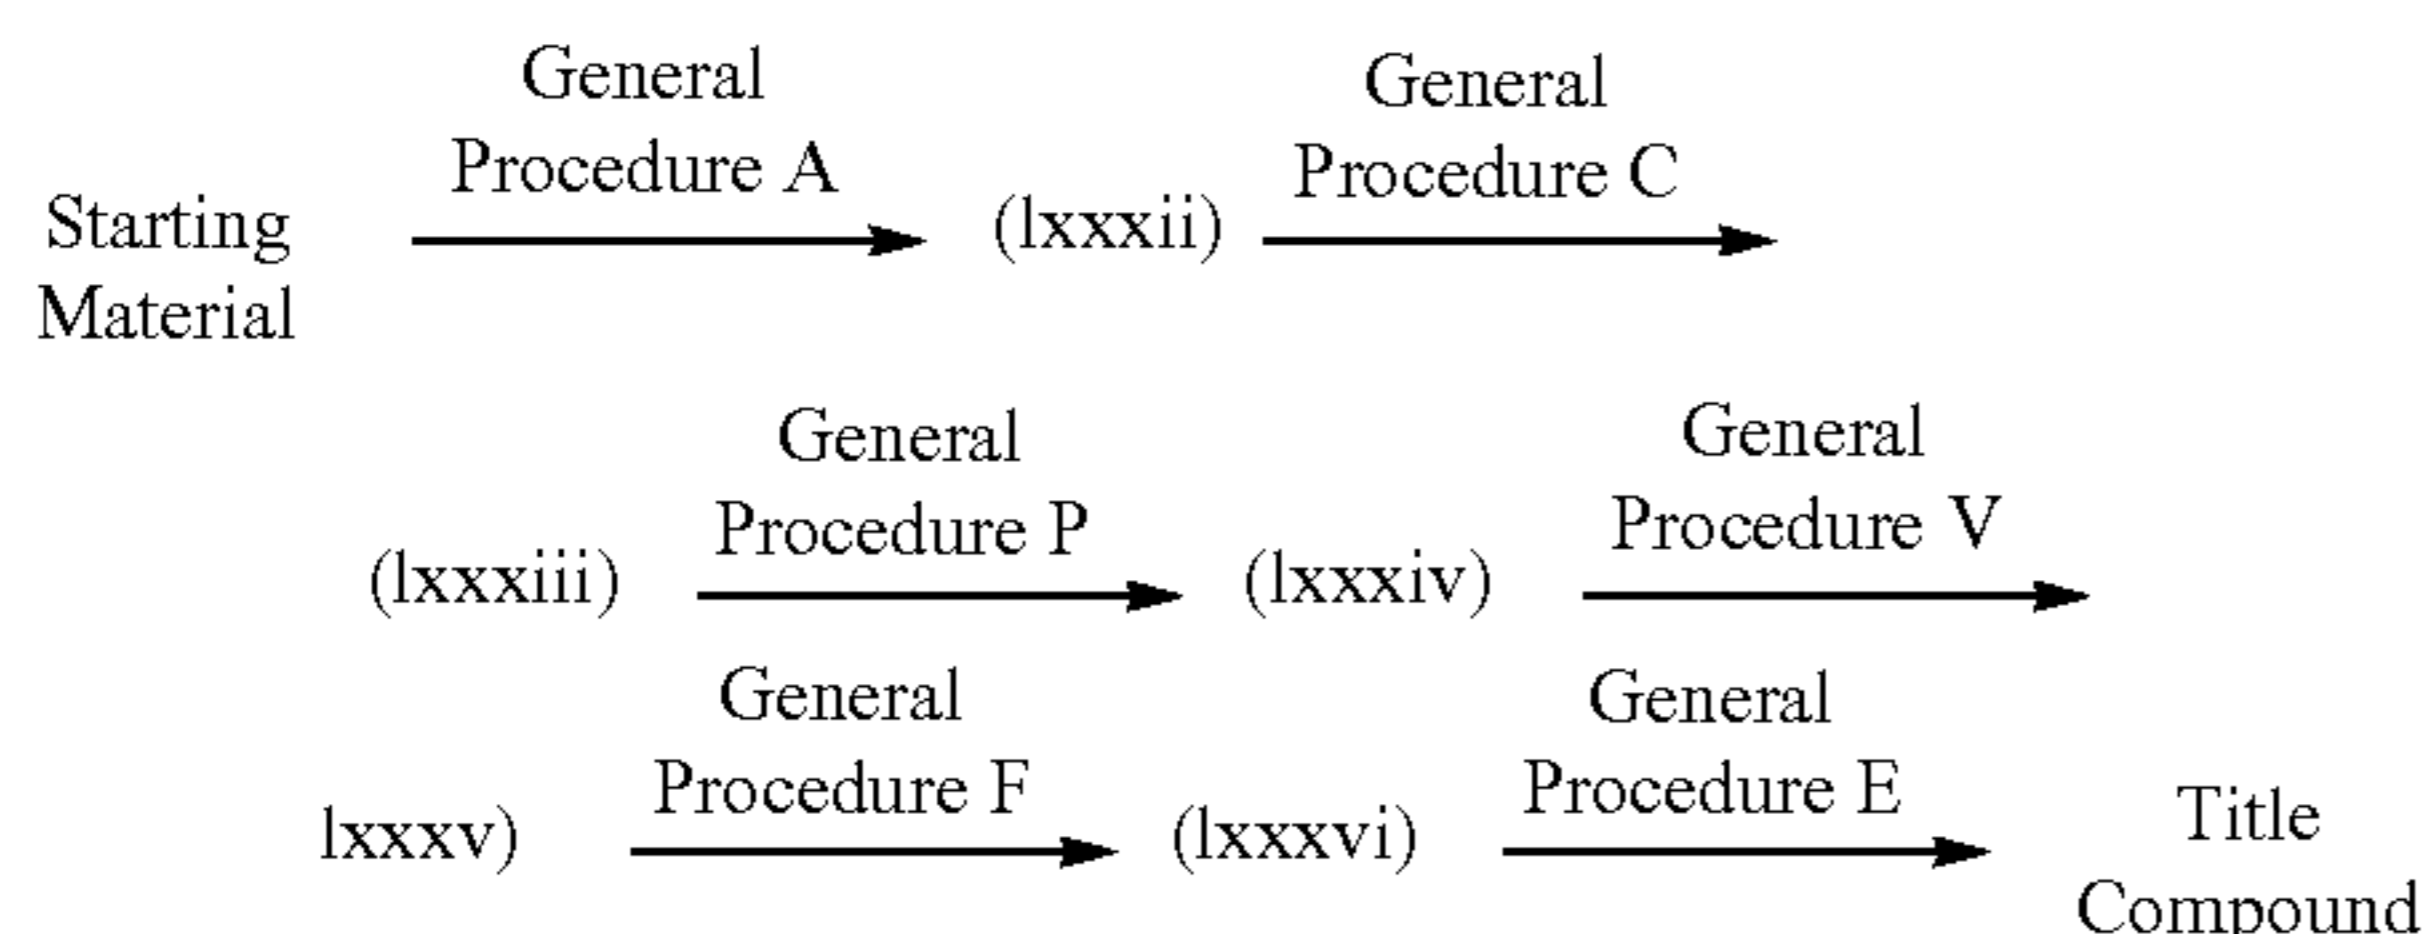 General
Procedure A
General
Procedure C
Starting
Material
(lxxxii)
General
Procedure P
General
Procedure V
(lxxxiii)
(lxxxiv)
General
Procedure F
General
Procedure E
lxxxv)
(lxxxvi)
Title
Compound